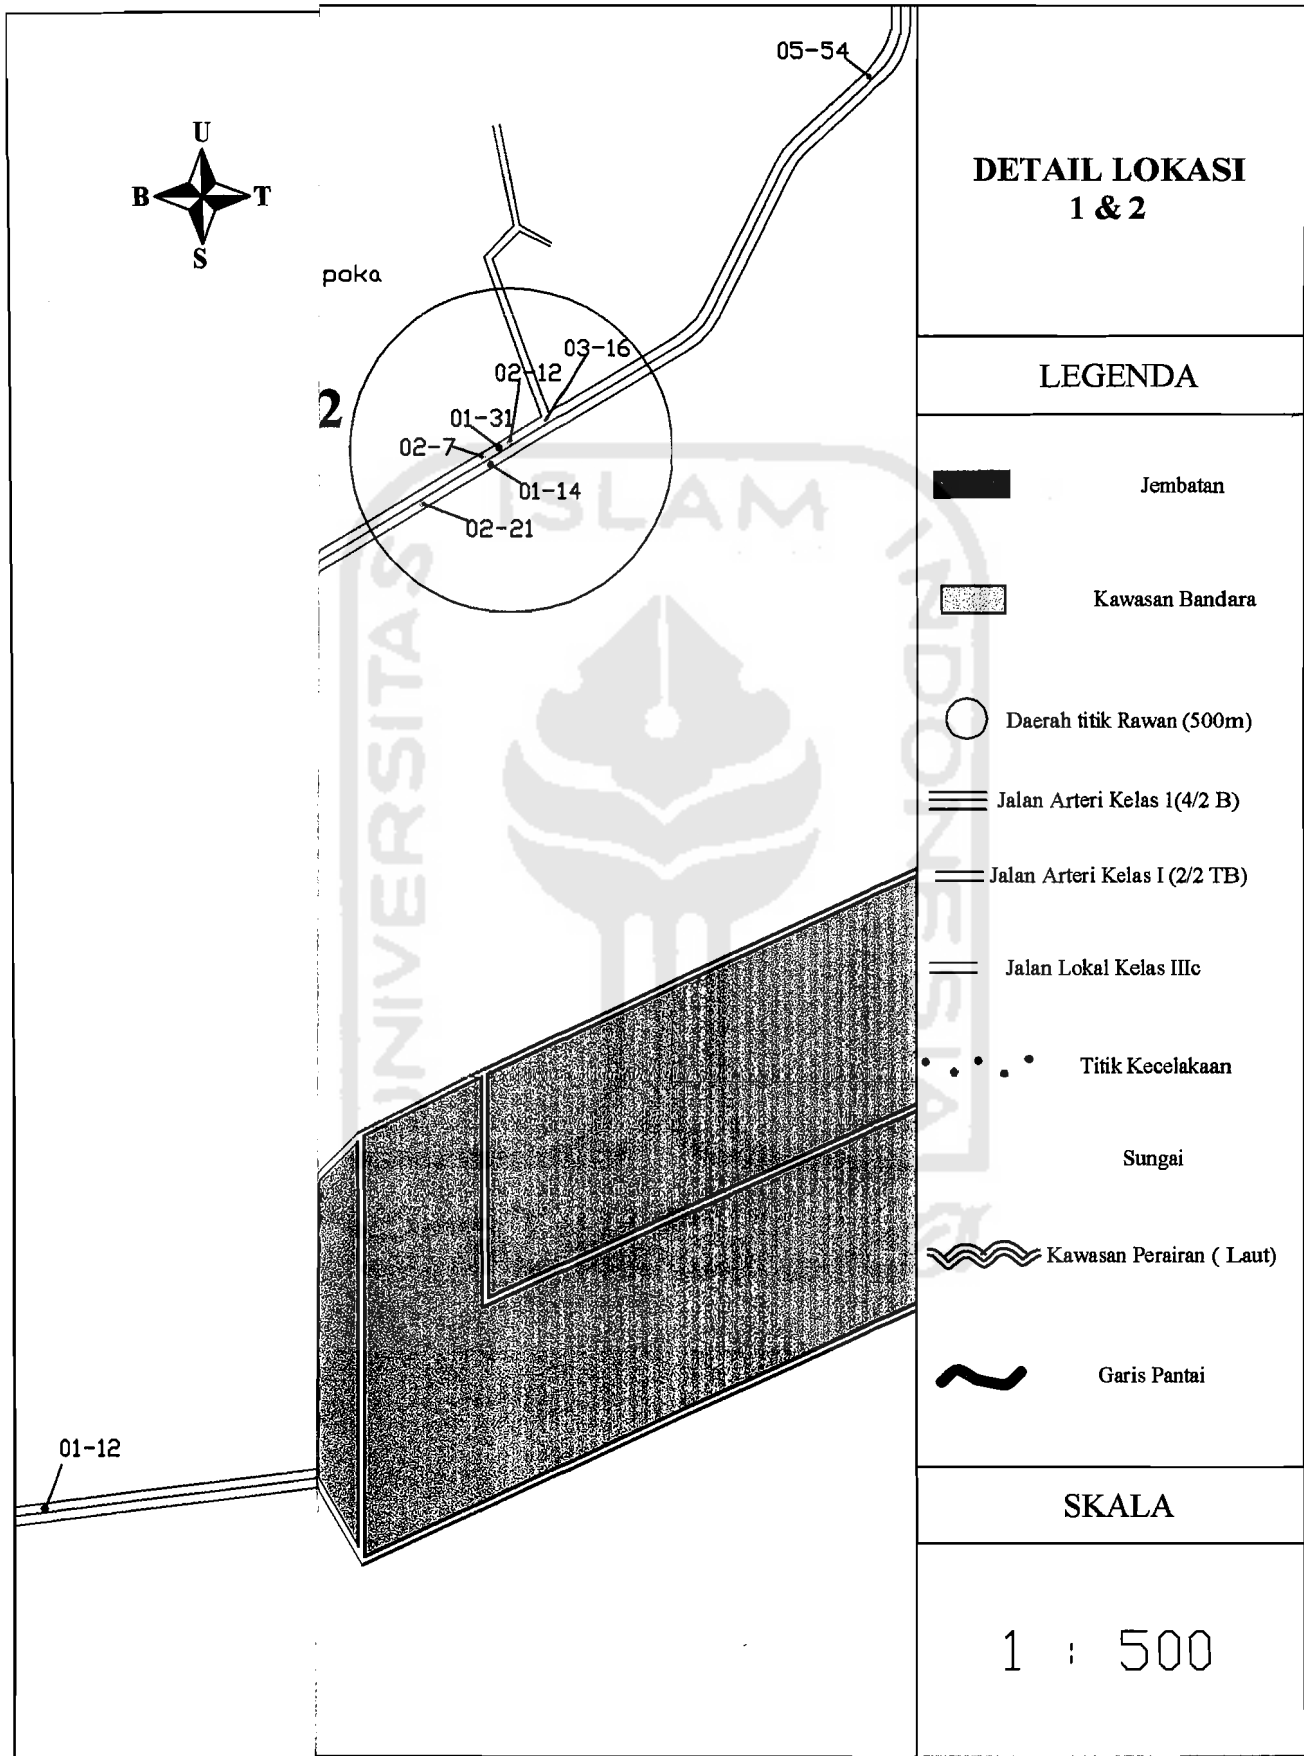 05-54
U
B
T
S
poka
2
03-16
02-12
01-31
02-7
01-14
02-21
01-12
DETAIL LOKASI
1 & 2
LEGENDA
Jembatan
Kawasan Bandara
Daerah titik Rawan (500m)
Jalan Arteri Kelas 1(4/2 B)
Jalan Arteri Kelas I (2/2 TB)
Jalan Lokal Kelas IIIc
Titik Kecelakaan
Sungai
Kawasan Perairan ( Laut)
Garis Pantai
SKALA
1 : 500
UNIVERSITAS
ISLAM
INDONESIA